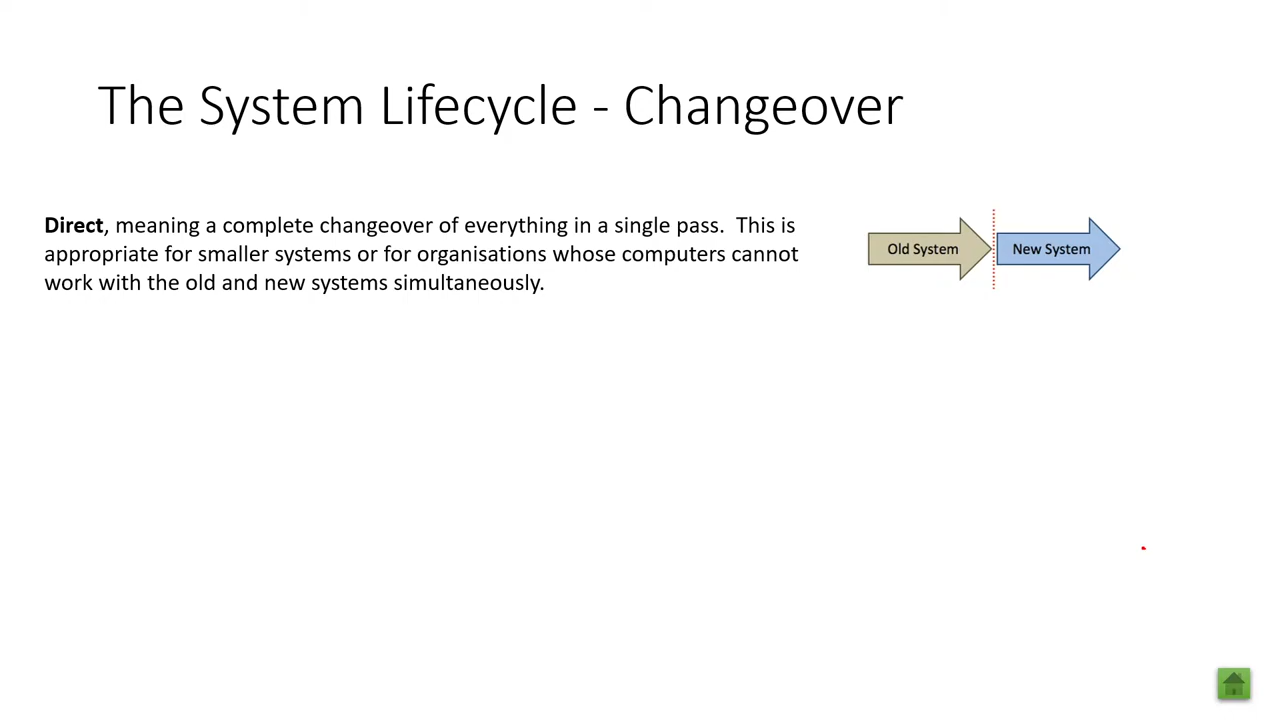 The System Lifecycle - Changeover
Direct, meaning a complete changeover of everything in a single pass.  This is
appropriate for smaller systems or for organisations whose computers cannot
work with the old and new systems simultaneously.
Old System
New System